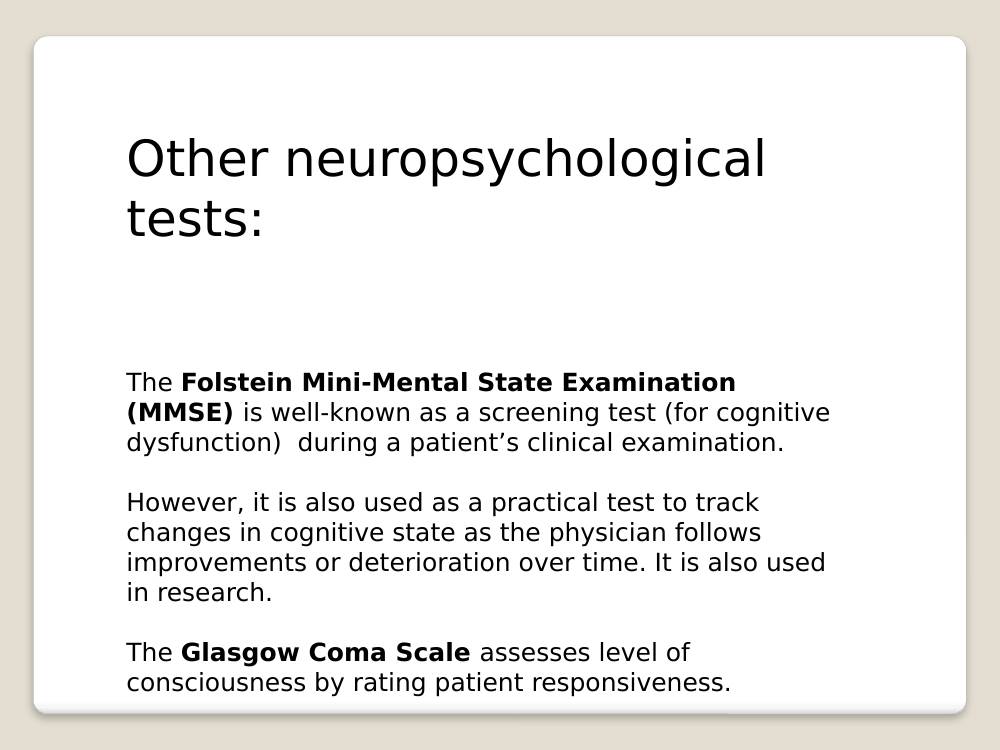 Other neuropsychological
tests:
The Folstein Mini-Mental State Examination
(MMSE) is well-known as a screening test (for cognitive
dysfunction)  during a patient’s clinical examination.
However, it is also used as a practical test to track
changes in cognitive state as the physician follows
improvements or deterioration over time. It is also used
in research.
The Glasgow Coma Scale assesses level of
consciousness by rating patient responsiveness.